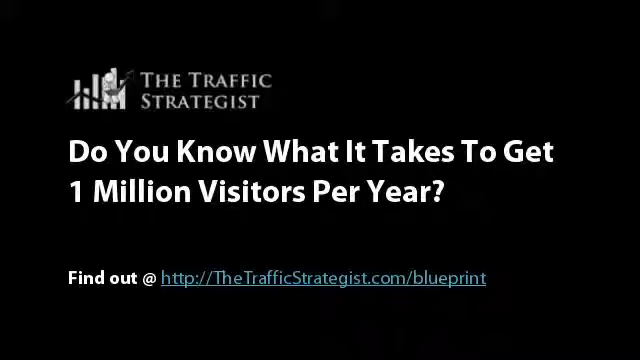 THE TRAFFIC
STRATEGIST
Do You Know What It Takes To Get
1 Million Visitors Per Year?
Find out @ http://TheTrafficStrategist.com/blueprint